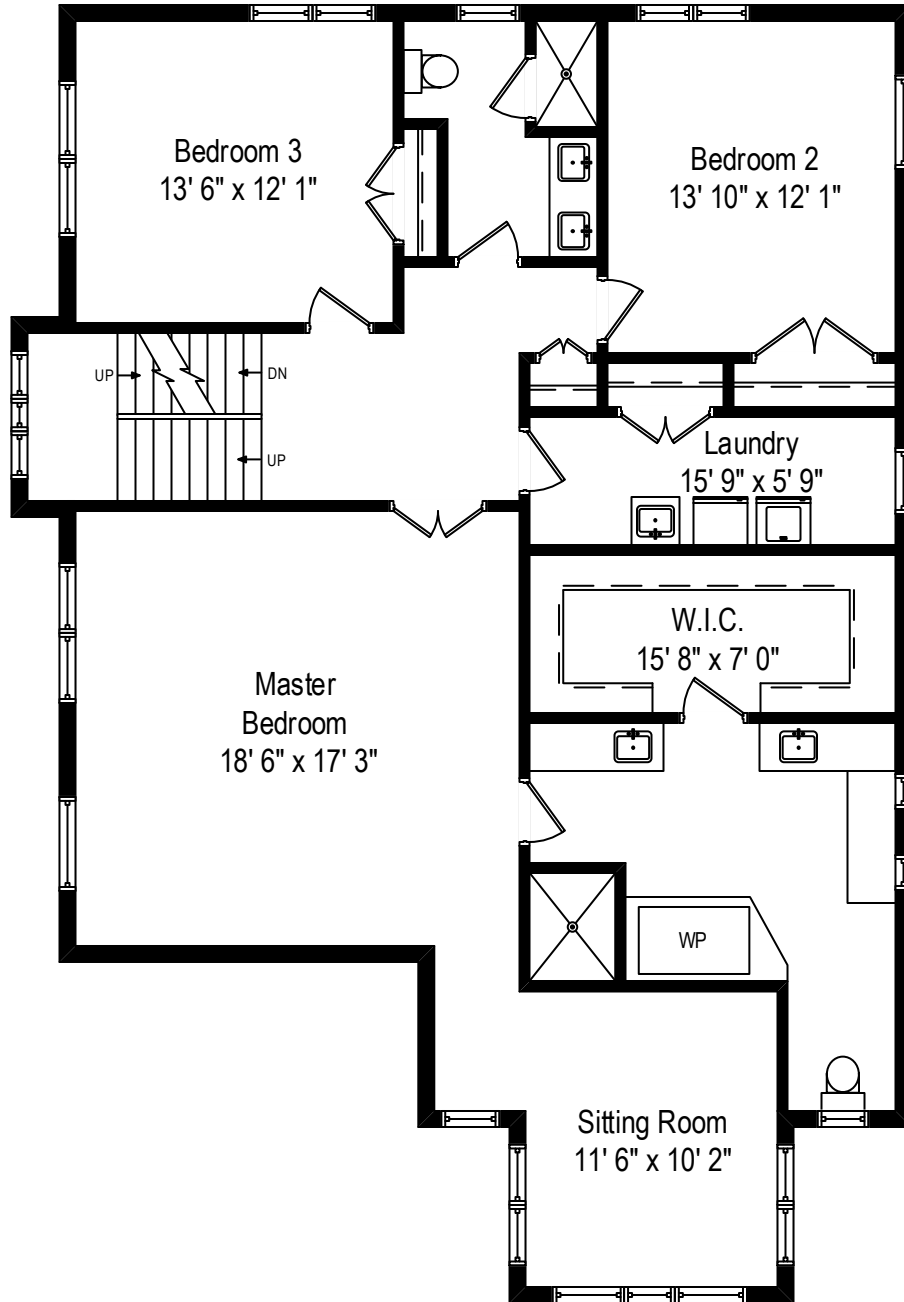 Bedroom 3
13' 6" x 12' 1"
Bedroom 2
13' 10" x 12' 1"
UP
DN
UP
Laundry
15' 9" x 5' 9"
W.I.C.
15' 8" x 7' 0"
Master
Bedroom
18' 6" x 17' 3"
WP
Sitting Room
11' 6" x 10' 2"